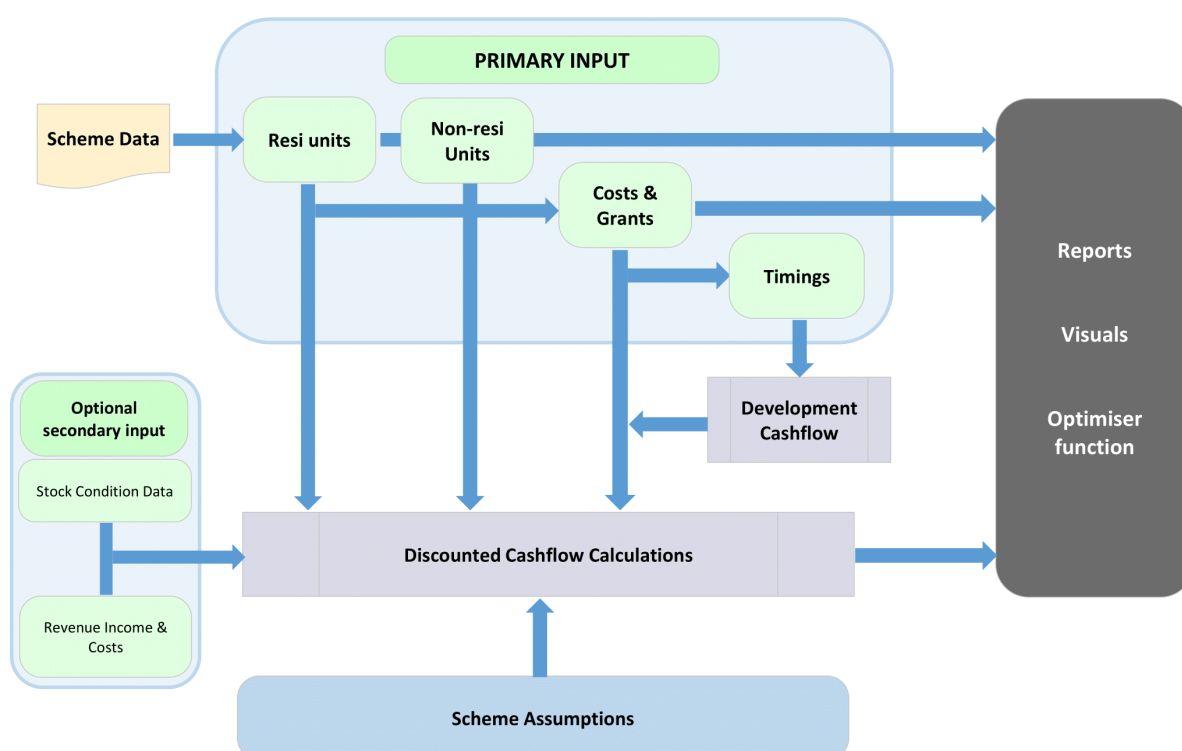 PRIMARY INPUT
Scheme Data
Resi units
Non-resi
Units
Costs &
Grants
Timings
Reports
Visuals
Optimiser
function
Development
Cashflow
Optional
secondary input
Stock Condition Data
Revenue Income &
Costs
Discounted Cashflow Calculations
Scheme Assumptions